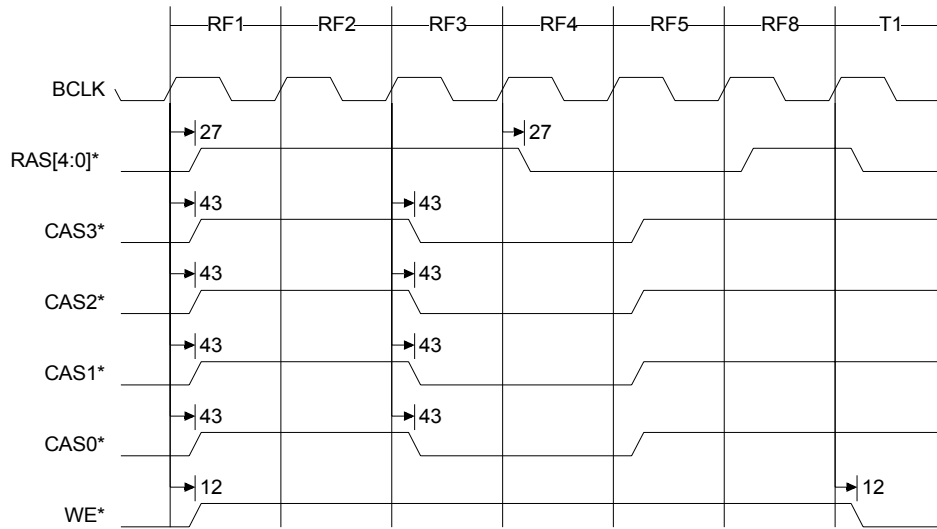 RF1 RF2 RF3 RF4 RF5 RF8 T1
BCLK
27 27
RAS[4:0]*
43 43
CAS3*
43 43
CAS2*
43 43
CAS1*
43 43
CAS0*
12 12
WE*